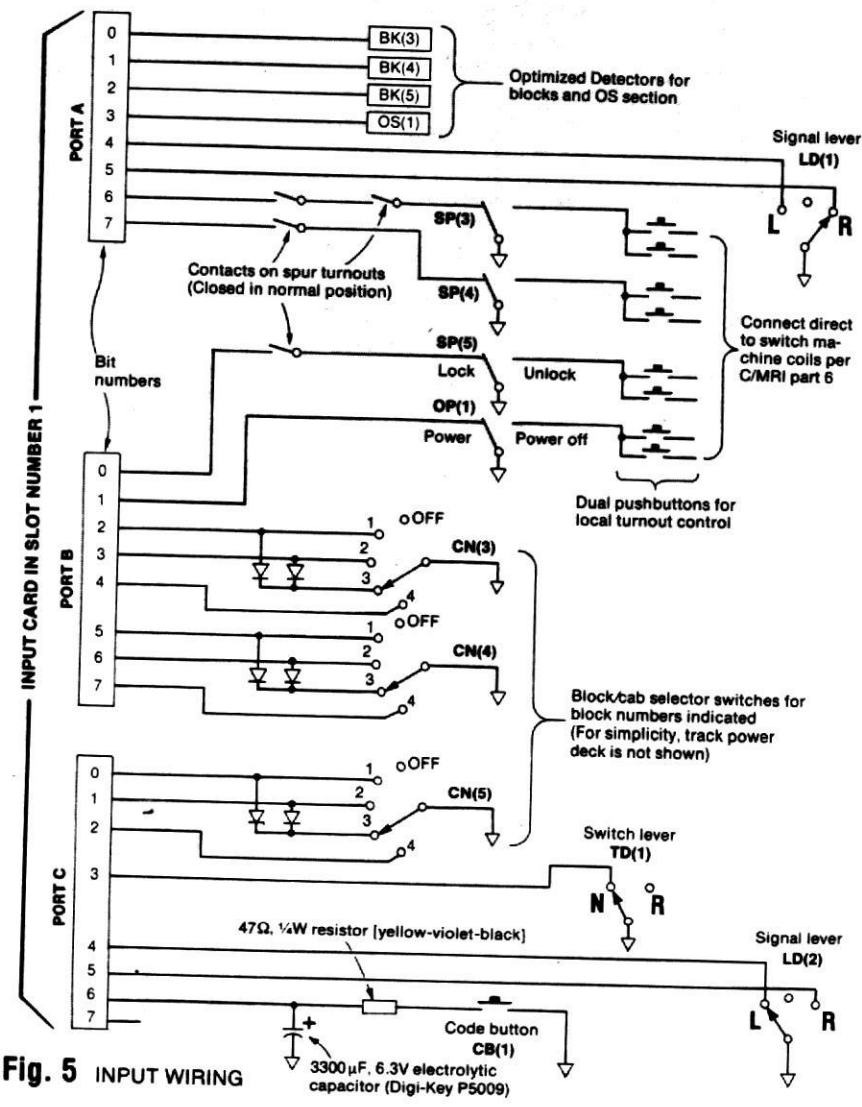 INPUT CARD IN SLOT NUMBER 1
PORT A
0
1
2
3
4
5
6
7
BK(3)
BK(4)
BK(5)
OS(1)
Optimized Detectors for
blocks and OS section
Signal lever
LD(1)
L
R
SP(3)
Contacts on spur turnouts
(Closed in normal position)
SP(4)
Connect direct
to switch ma-
chine coils per
C/MRI part 6
Bit
numbers
SP(5)
Lock
Unlock
OP(1)
Power
Power off
Dual pushbuttons for
local turnout control
PORT B
0
1
2
3
4
5
6
7
1
OFF
2
3
4
CN(3)
1
OFF
2
3
4
CN(4)
Block/cab selector switches for
block numbers indicated
(For simplicity, track power
deck is not shown)
PORT C
0
1
2
3
4
5
6
7
1
OFF
2
3
4
CN(5)
Switch lever
TD(1)
N
R
47Ω, ¼W resistor [yellow-violet-black]
Signal lever
LD(2)
L
R
Code button
CB(1)
+
3300µF, 6.3V electrolytic
capacitor (Digi-Key P5009)
Fig. 5 INPUT WIRING